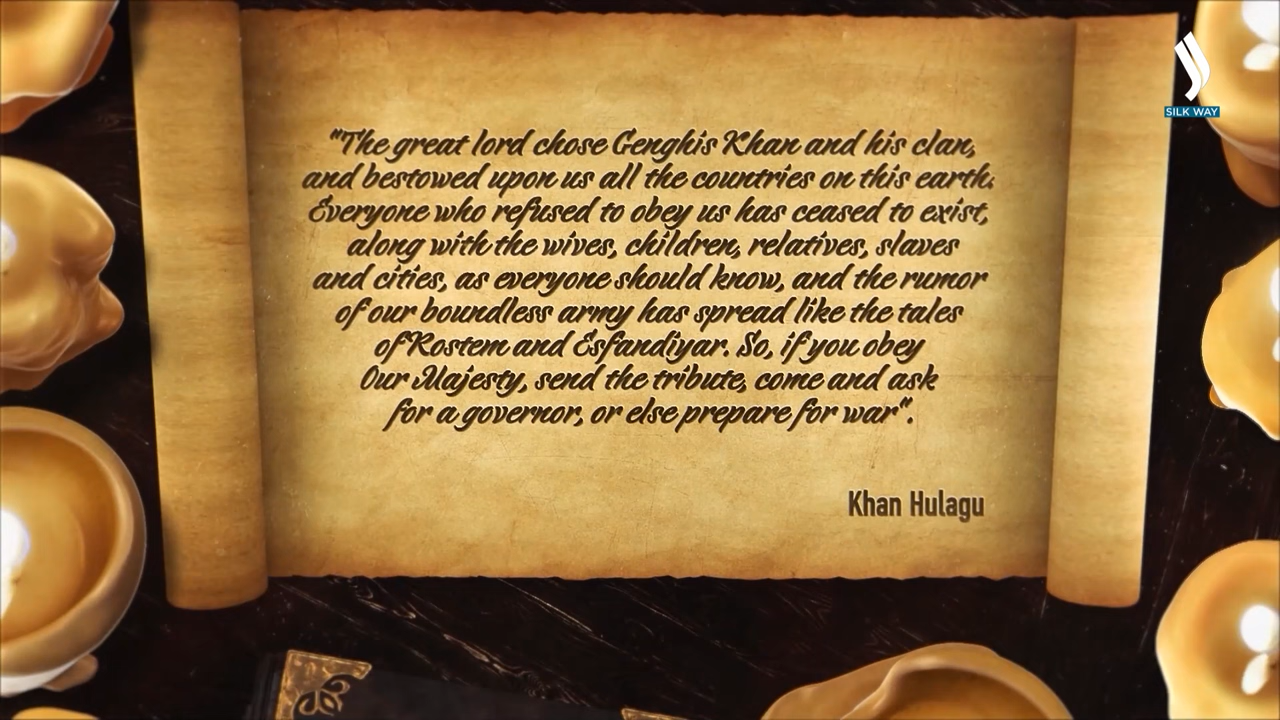 SILK WAY
"The great lord chose Genghis Khan and his clan,
and bestowed upon us all the countries on this earth.
Everyone who refused to obey us has ceased to exist,
along with the wives, children, relatives, slaves
and cities, as everyone should know, and the rumor
of our boundless army has spread like the tales
of Rostem and Esfandiyar. So, if you obey
Our Majesty, send the tribute, come and ask
for a governor, or else prepare for war".
Khan Hulagu